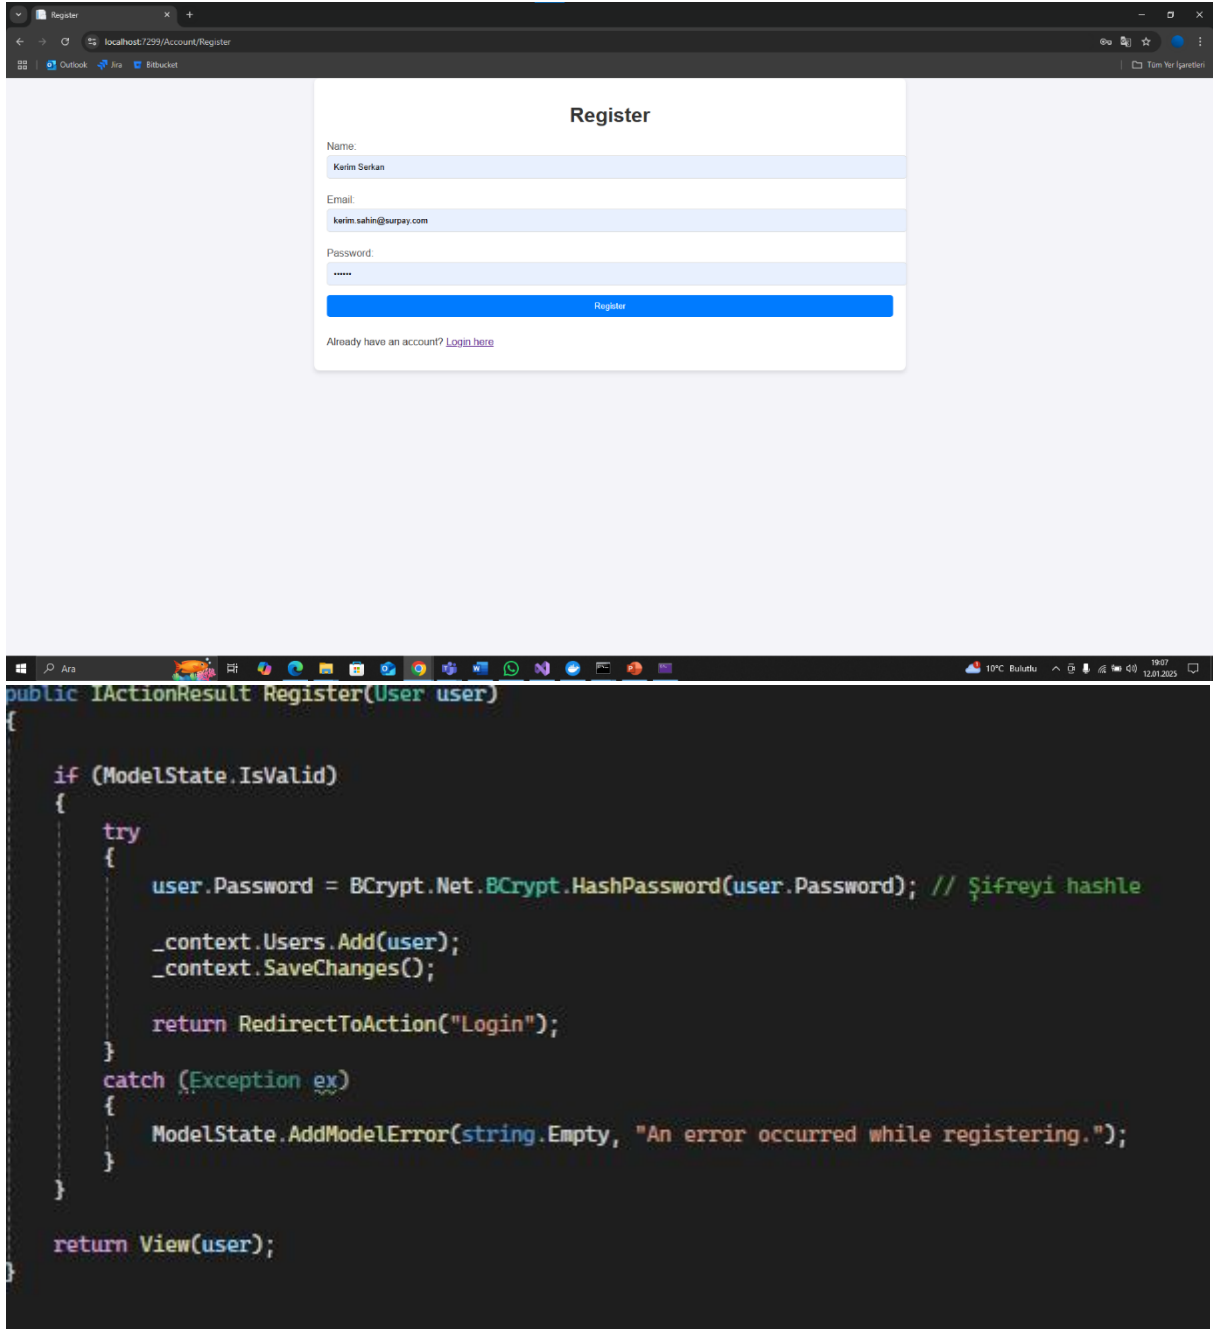 Register
localhost:7299/Account/Register
Outlook Jira Bitbucket Tüm Yer İşaretleri
Register
Name:
Kerim Serkan
Email:
kerim.sahin@surpay.com
Password:
••••••
Register
Already have an account? Login here
Ara 10°C Bulutlu 19:07
12.01.2025
public IActionResult Register(User user)
{
if (ModelState.IsValid)
{
try
{
user.Password = BCrypt.Net.BCrypt.HashPassword(user.Password); // Şifreyi hashle
_context.Users.Add(user);
_context.SaveChanges();
return RedirectToAction("Login");
}
catch (Exception ex)
{
ModelState.AddModelError(string.Empty, "An error occurred while registering.");
}
}
return View(user);
}